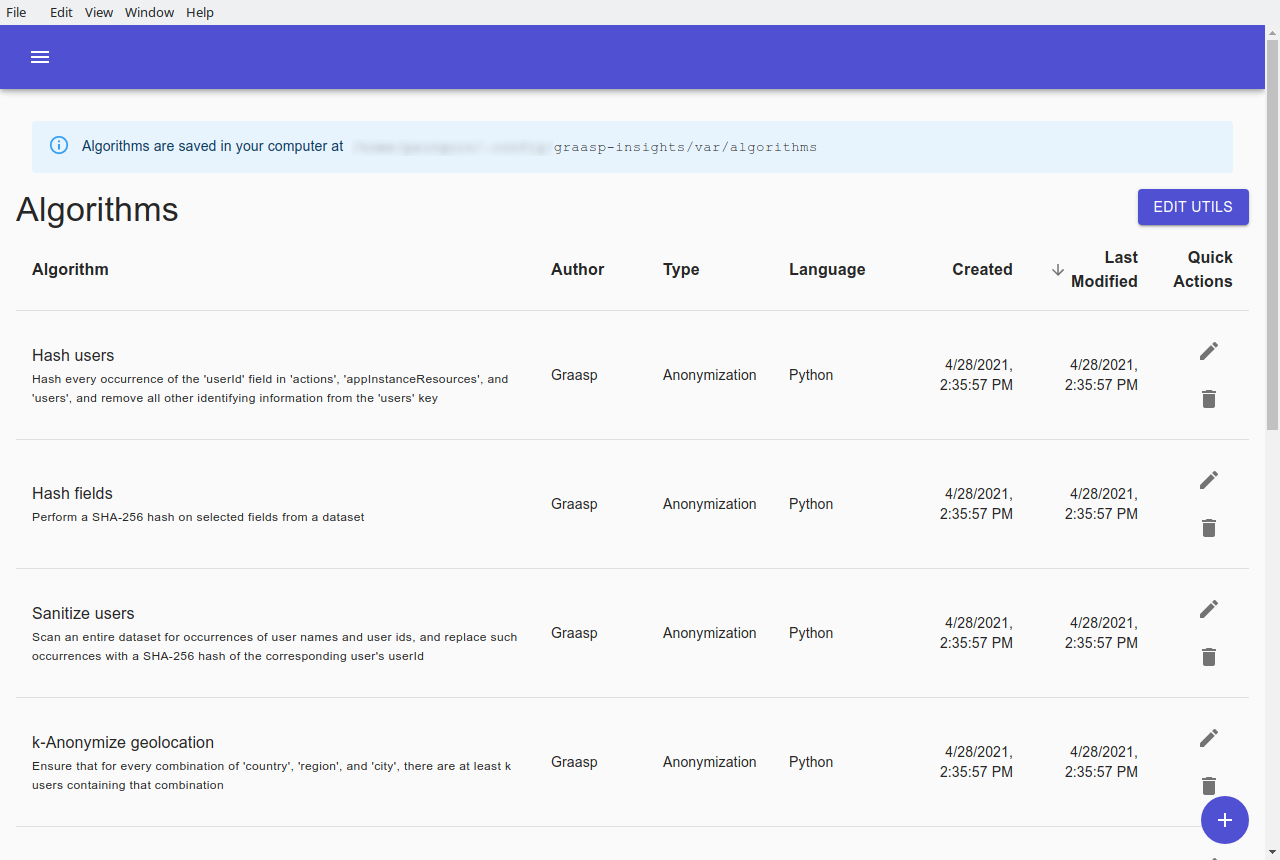 File Edit View Window Help
Algorithms are saved in your computer at graasp-insights/var/algorithms
Algorithms
EDIT UTILS
Algorithm Author Type Language Created Last Modified Quick Actions
Hash users
Hash every occurrence of the 'userId' field in 'actions', 'appInstanceResources', and
'users', and remove all other identifying information from the 'users' key
Graasp Anonymization Python
4/28/2021,
2:35:57 PM
4/28/2021,
2:35:57 PM
Hash fields
Perform a SHA-256 hash on selected fields from a dataset
Graasp Anonymization Python
4/28/2021,
2:35:57 PM
4/28/2021,
2:35:57 PM
Sanitize users
Scan an entire dataset for occurrences of user names and user ids, and replace such
occurrences with a SHA-256 hash of the corresponding user's userId
Graasp Anonymization Python
4/28/2021,
2:35:57 PM
4/28/2021,
2:35:57 PM
k-Anonymize geolocation
Ensure that for every combination of 'country', 'region', and 'city', there are at least k
users containing that combination
Graasp Anonymization Python
4/28/2021,
2:35:57 PM
4/28/2021,
2:35:57 PM